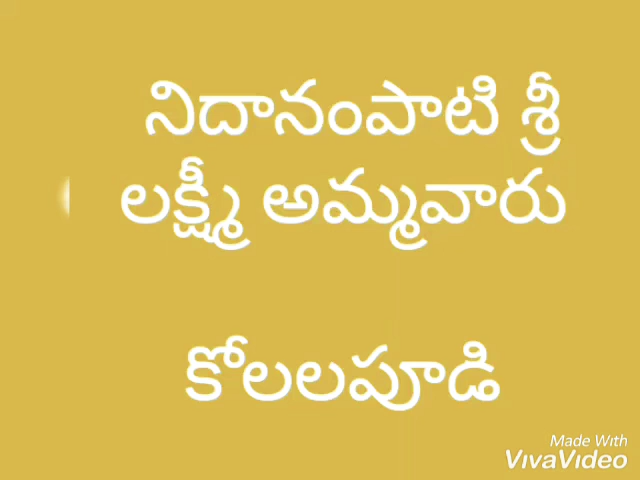 నిదానంపాటి శ్రీ
లక్ష్మీ అమ్మవారు
కోలలపూడి
Made With
VivaVideo